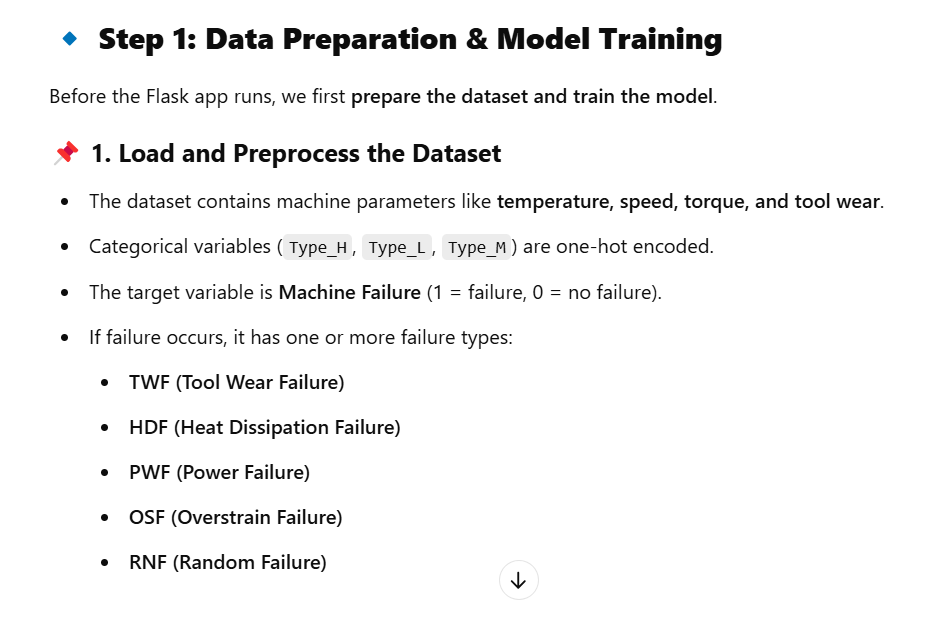 Step 1: Data Preparation & Model Training
Before the Flask app runs, we first prepare the dataset and train the model.
1. Load and Preprocess the Dataset
The dataset contains machine parameters like temperature, speed, torque, and tool wear.
Categorical variables (Type_H, Type_L, Type_M) are one-hot encoded.
The target variable is Machine Failure (1 = failure, 0 = no failure).
If failure occurs, it has one or more failure types:
TWF (Tool Wear Failure)
HDF (Heat Dissipation Failure)
PWF (Power Failure)
OSF (Overstrain Failure)
RNF (Random Failure)